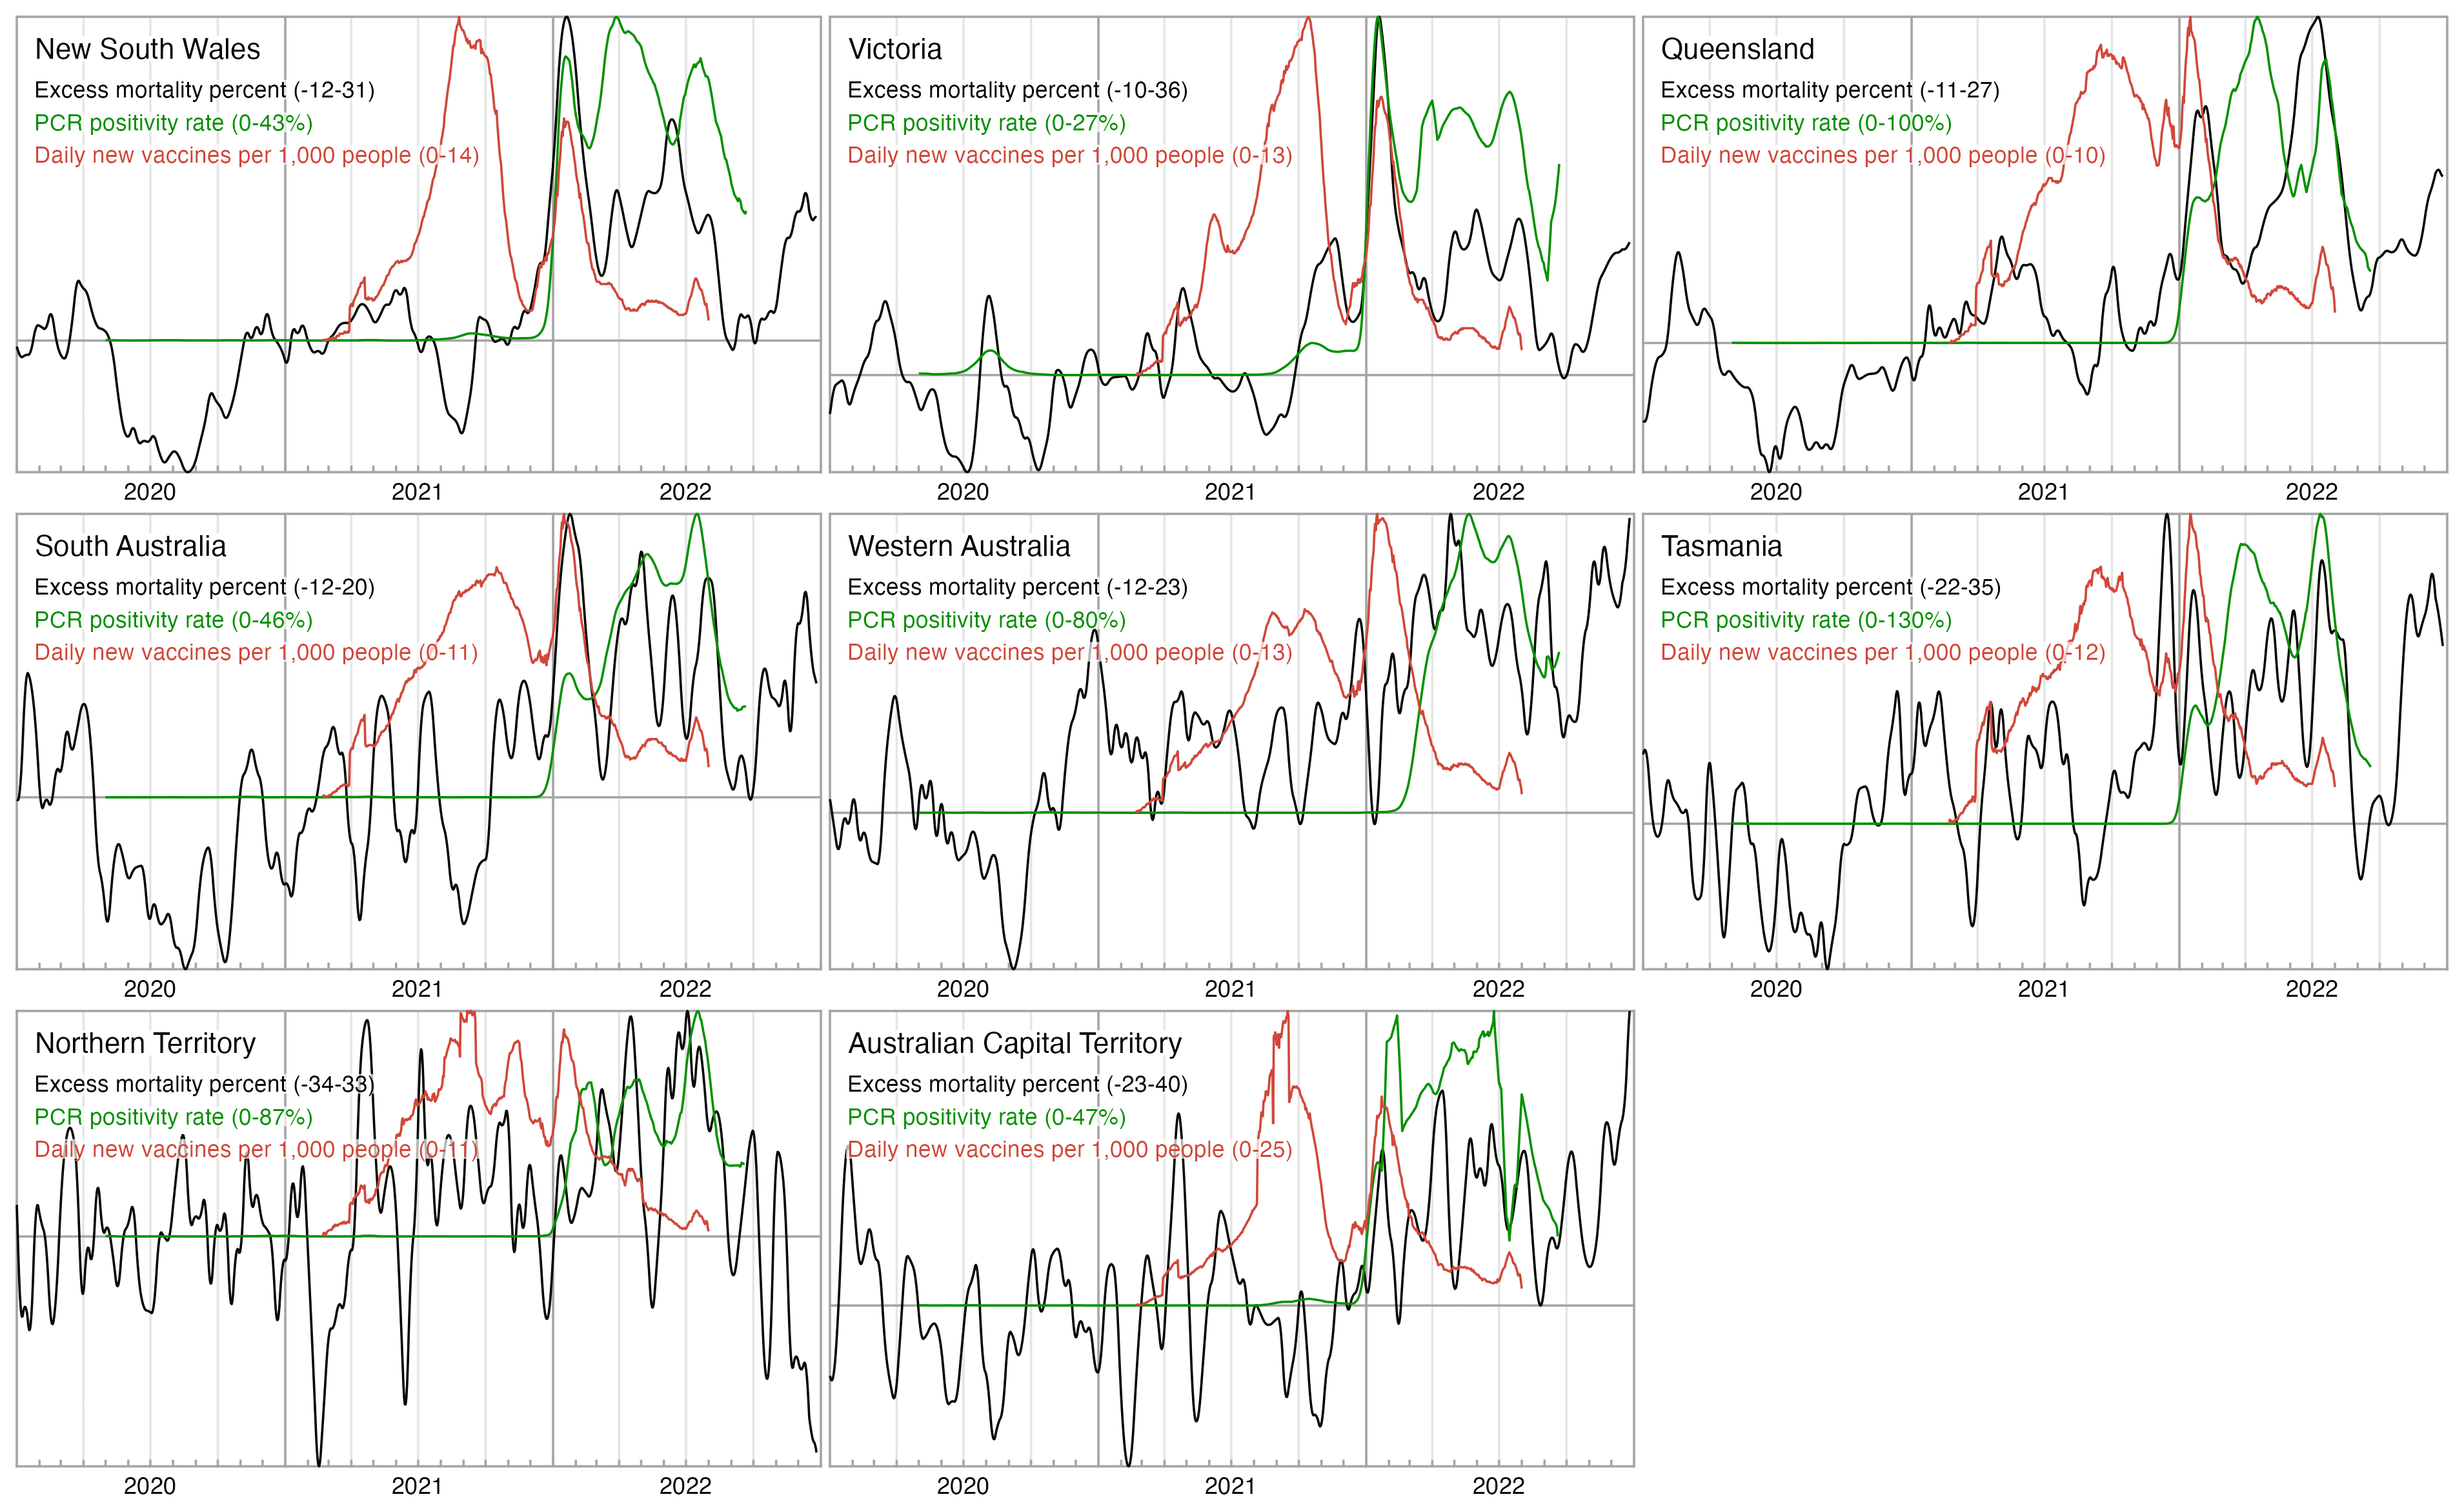 New South Wales
Excess mortality percent (-12-31)
PCR positivity rate (0-43%)
Daily new vaccines per 1,000 people (0-14)
2020 2021 2022
Victoria
Excess mortality percent (-10-36)
PCR positivity rate (0-27%)
Daily new vaccines per 1,000 people (0-13)
2020 2021 2022
Queensland
Excess mortality percent (-11-27)
PCR positivity rate (0-100%)
Daily new vaccines per 1,000 people (0-10)
2020 2021 2022
South Australia
Excess mortality percent (-12-20)
PCR positivity rate (0-46%)
Daily new vaccines per 1,000 people (0-11)
2020 2021 2022
Western Australia
Excess mortality percent (-12-23)
PCR positivity rate (0-80%)
Daily new vaccines per 1,000 people (0-13)
2020 2021 2022
Tasmania
Excess mortality percent (-22-35)
PCR positivity rate (0-130%)
Daily new vaccines per 1,000 people (0-12)
2020 2021 2022
Northern Territory
Excess mortality percent (-34-33)
PCR positivity rate (0-87%)
Daily new vaccines per 1,000 people (0-11)
2020 2021 2022
Australian Capital Territory
Excess mortality percent (-23-40)
PCR positivity rate (0-47%)
Daily new vaccines per 1,000 people (0-25)
2020 2021 2022